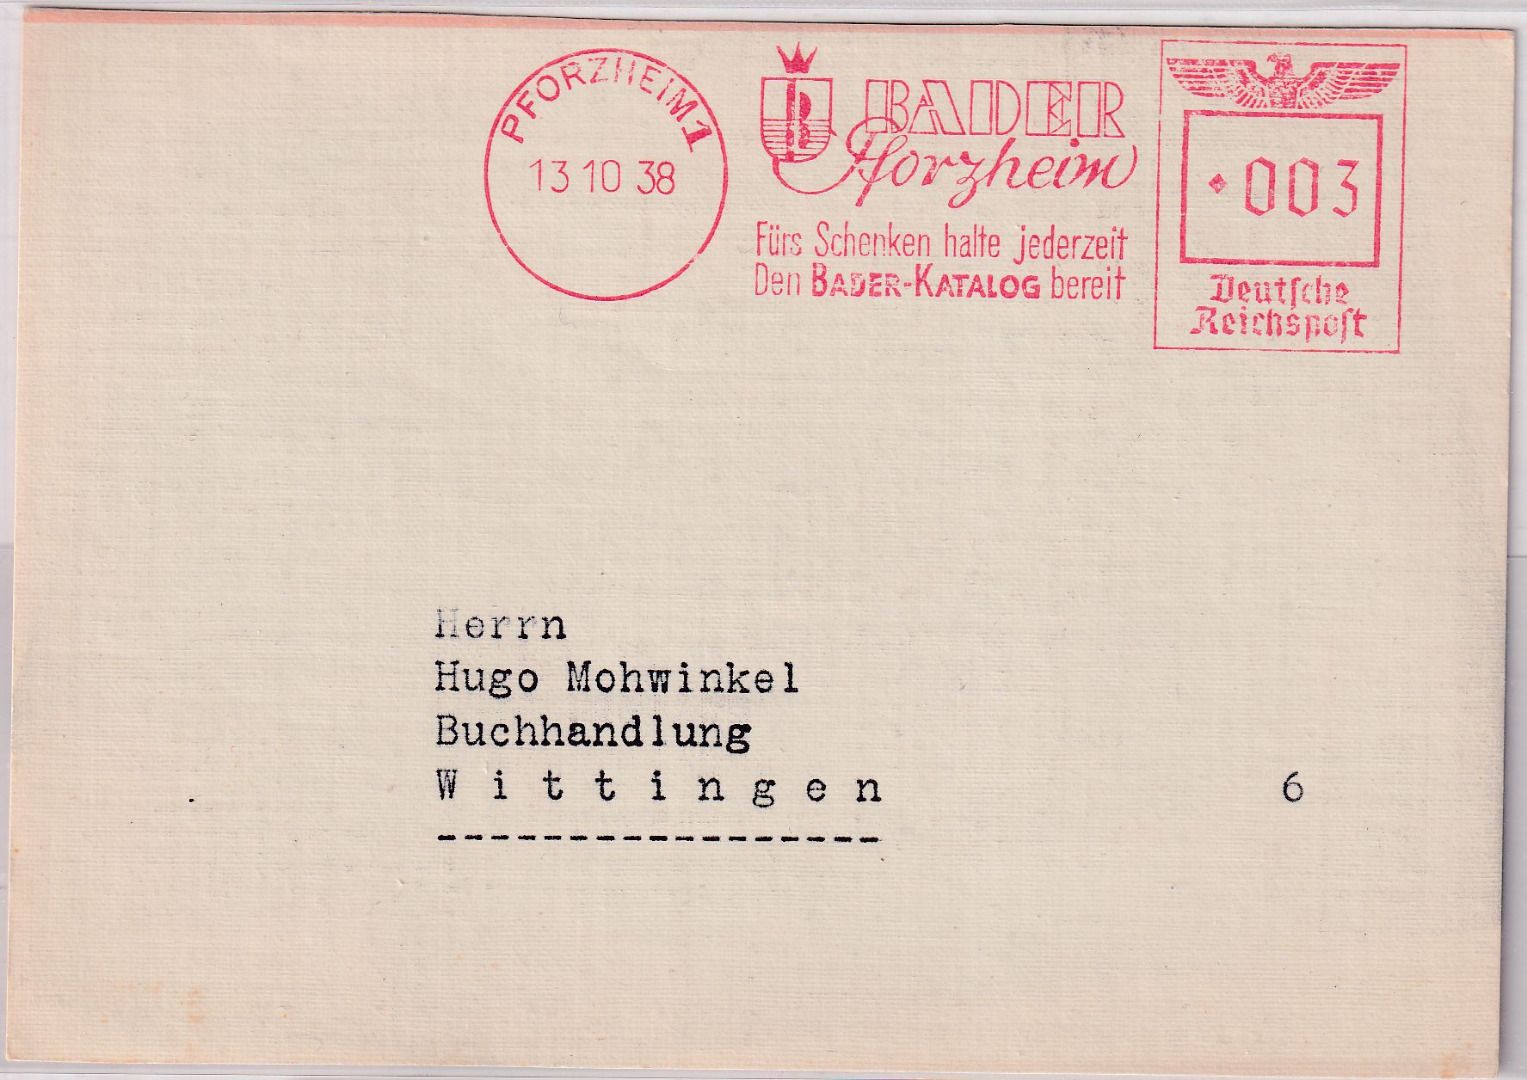 PFORZHEIM 1
13 10 38
B
BADER
Pforzheim
Fürs Schenken halte jederzeit
Den BADER-KATALOG bereit
003
Deutsche
Reichspost
Herrn
Hugo Mohwinkel
Buchhandlung
Wittingen 6
-----------------